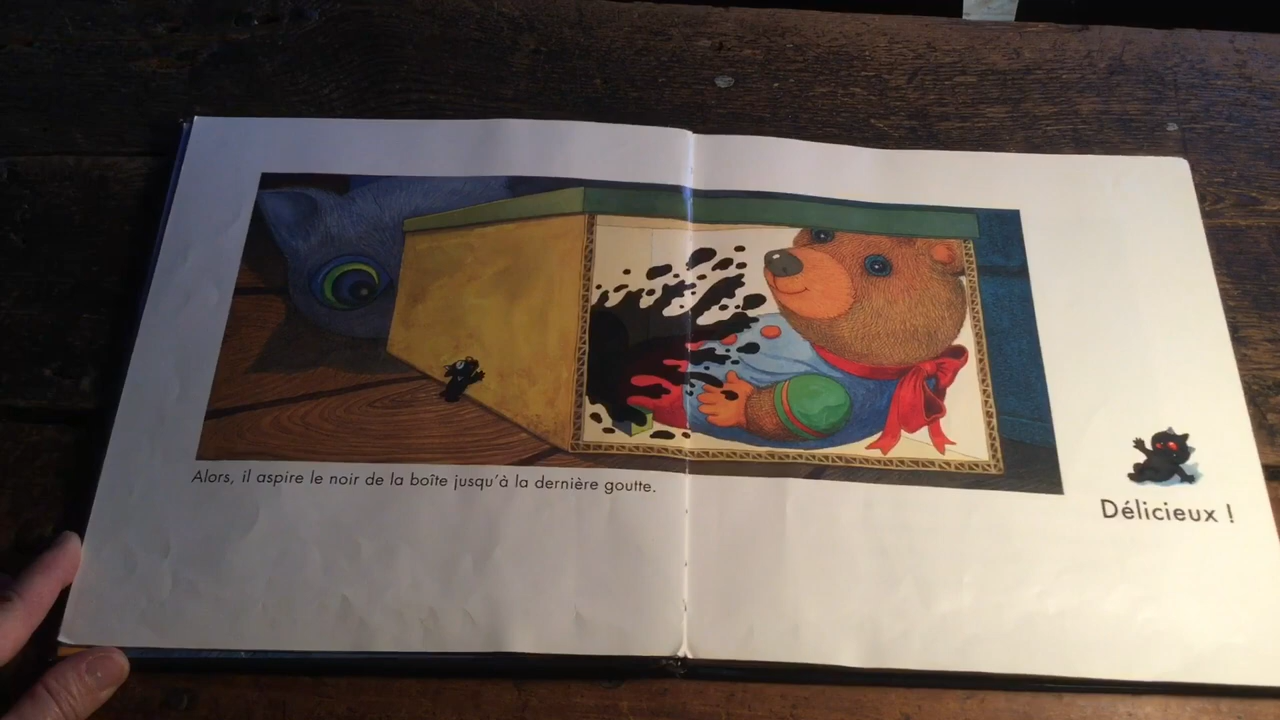 Alors, il aspire le noir de la boîte jusqu'à la dernière goutte.
Délicieux !